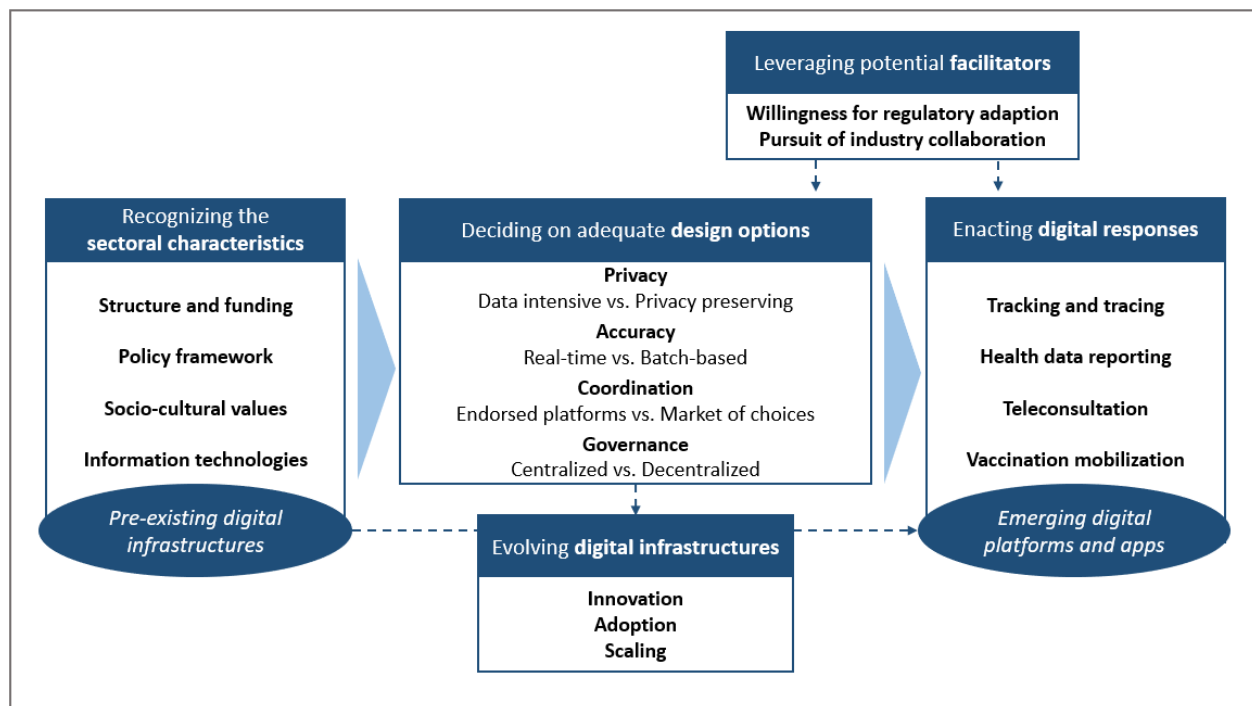 Leveraging potential facilitators
Willingness for regulatory adaption
Pursuit of industry collaboration
Recognizing the
sectoral characteristics
Structure and funding
Policy framework
Socio-cultural values
Information technologies
Pre-existing digital
infrastructures
Deciding on adequate design options
Privacy
Data intensive vs. Privacy preserving
Accuracy
Real-time vs. Batch-based
Coordination
Endorsed platforms vs. Market of choices
Governance
Centralized vs. Decentralized
Evolving digital infrastructures
Innovation
Adoption
Scaling
Enacting digital responses
Tracking and tracing
Health data reporting
Teleconsultation
Vaccination mobilization
Emerging digital
platforms and apps